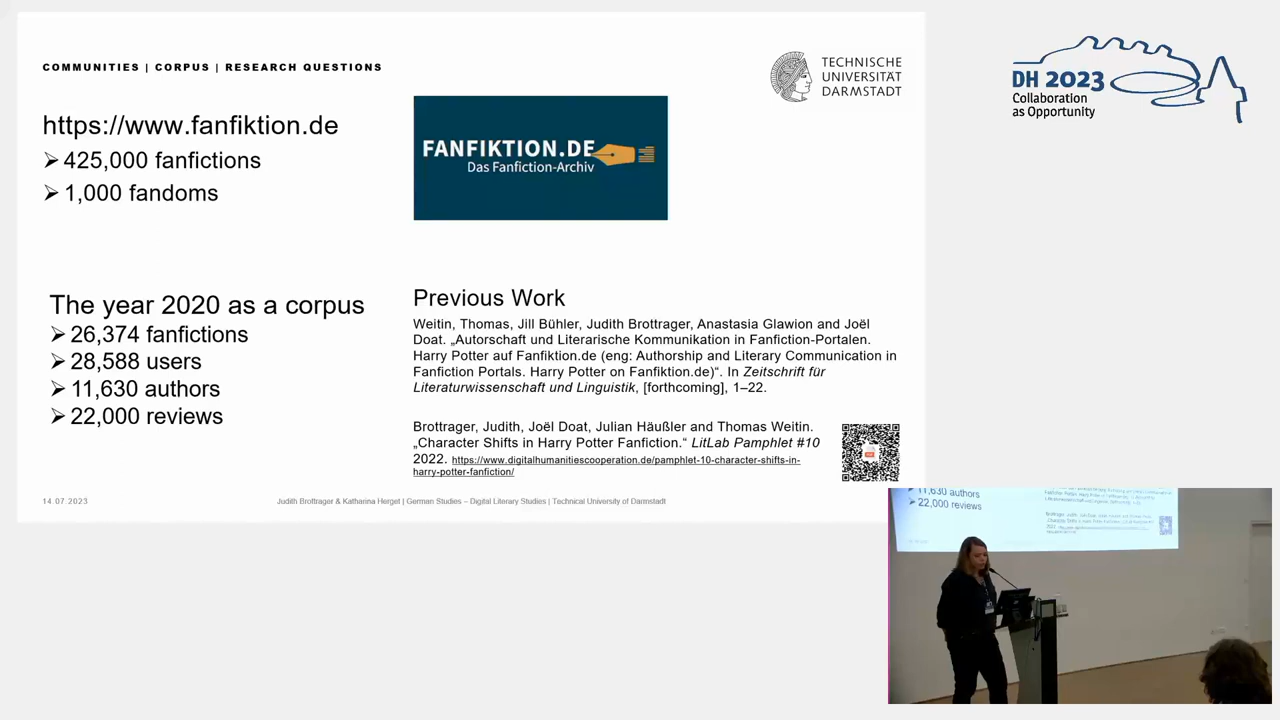 COMMUNITIES | CORPUS | RESEARCH QUESTIONS
TECHNISCHE
UNIVERSITÄT
DARMSTADT
DH 2023
Collaboration
as Opportunity
https://www.fanfiktion.de
➢ 425,000 fanfictions
➢ 1,000 fandoms
FANFIKTION.DE
Das Fanfiction-Archiv
The year 2020 as a corpus
➢ 26,374 fanfictions
➢ 28,588 users
➢ 11,630 authors
➢ 22,000 reviews
Previous Work
Weitin, Thomas, Jill Bühler, Judith Brottrager, Anastasia Glawion and Joël
Doat. „Autorschaft und Literarische Kommunikation in Fanfiction-Portalen.
Harry Potter auf Fanfiktion.de (eng: Authorship and Literary Communication in
Fanfiction Portals. Harry Potter on Fanfiktion.de)“. In Zeitschrift für
Literaturwissenschaft und Linguistik, [forthcoming], 1–22.
Brottrager, Judith, Joël Doat, Julian Häußler and Thomas Weitin.
„Character Shifts in Harry Potter Fanfiction.“ LitLab Pamphlet #10
2022. https://www.digitalhumanitiescooperation.de/pamphlet-10-character-shifts-in-
harry-potter-fanfiction/
14.07.2023
Judith Brottrager & Katharina Herget | German Studies – Digital Literary Studies | Technical University of Darmstadt
11,630 authors
➢ 22,000 reviews